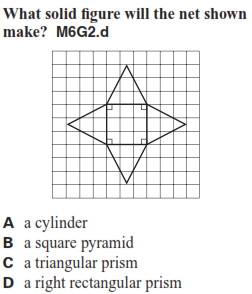 What solid figure will the net shown
make? M6G2.d
A a cylinder
B a square pyramid
C a triangular prism
D a right rectangular prism